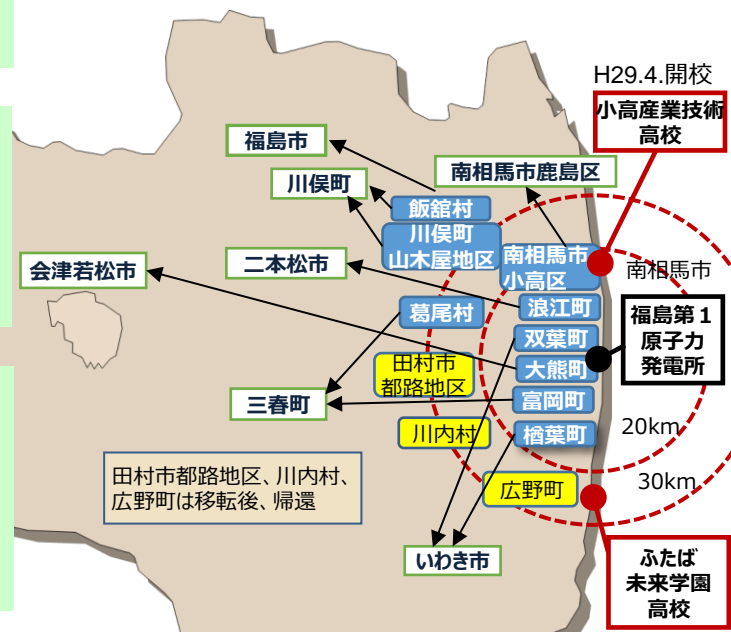 H29.4.開校
小高産業技術
高校
福島市
川俣町
南相馬市鹿島区
飯舘村
川俣町
山木屋地区
南相馬市
小高区
南相馬市
会津若松市
二本松市
浪江町
葛尾村
双葉町
福島第1
原子力
発電所
大熊町
田村市
都路地区
三春町
富岡町
川内村
楢葉町
20km
30km
田村市都路地区、川内村、
広野町は移転後、帰還
広野町
いわき市
ふたば
未来学園
高校